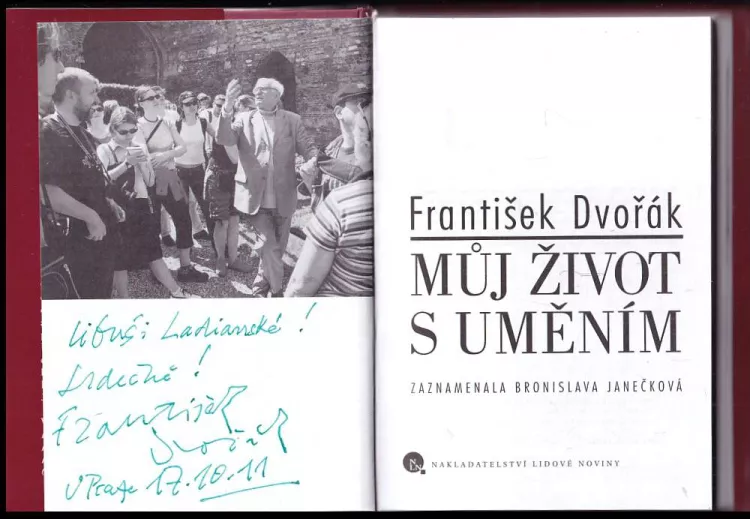 Libuši Ladianské!
Srdečně!
František
Dvořák
V Praze 17.10.11
František Dvořák
MŮJ ŽIVOT
S UMĚNÍM
ZAZNAMENALA BRONISLAVA JANEČKOVÁ
NLN NAKLADATELSTVÍ LIDOVÉ NOVINY